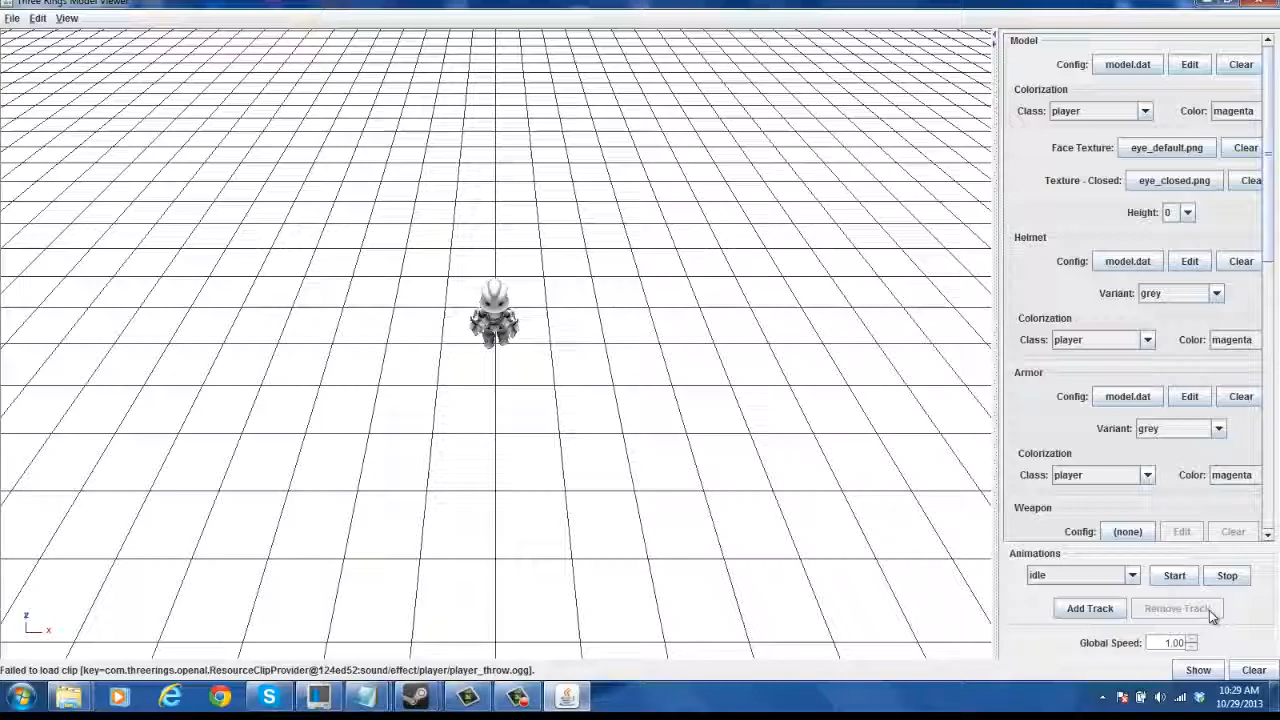 Three Rings Model Viewer
File Edit View
Model
Config: model.dat Edit Clear
Colorization
Class: player Color: magenta
Face Texture: eye_default.png Clear
Texture - Closed: eye_closed.png Clea
Height: 0
Helmet
Config: model.dat Edit Clear
Variant: grey
Colorization
Class: player Color: magenta
Armor
Config: model.dat Edit Clear
Variant: grey
Colorization
Class: player Color: magenta
Weapon
Config: (none) Edit Clear
Animations
idle Start Stop
Add Track Remove Track
z
x
Global Speed: 1.00
Failed to load clip [key=com.threerings.openal.ResourceClipProvider@124ed52:sound/effect/player/player_throw.ogg].
Show Clear
10:29 AM
10/29/2013